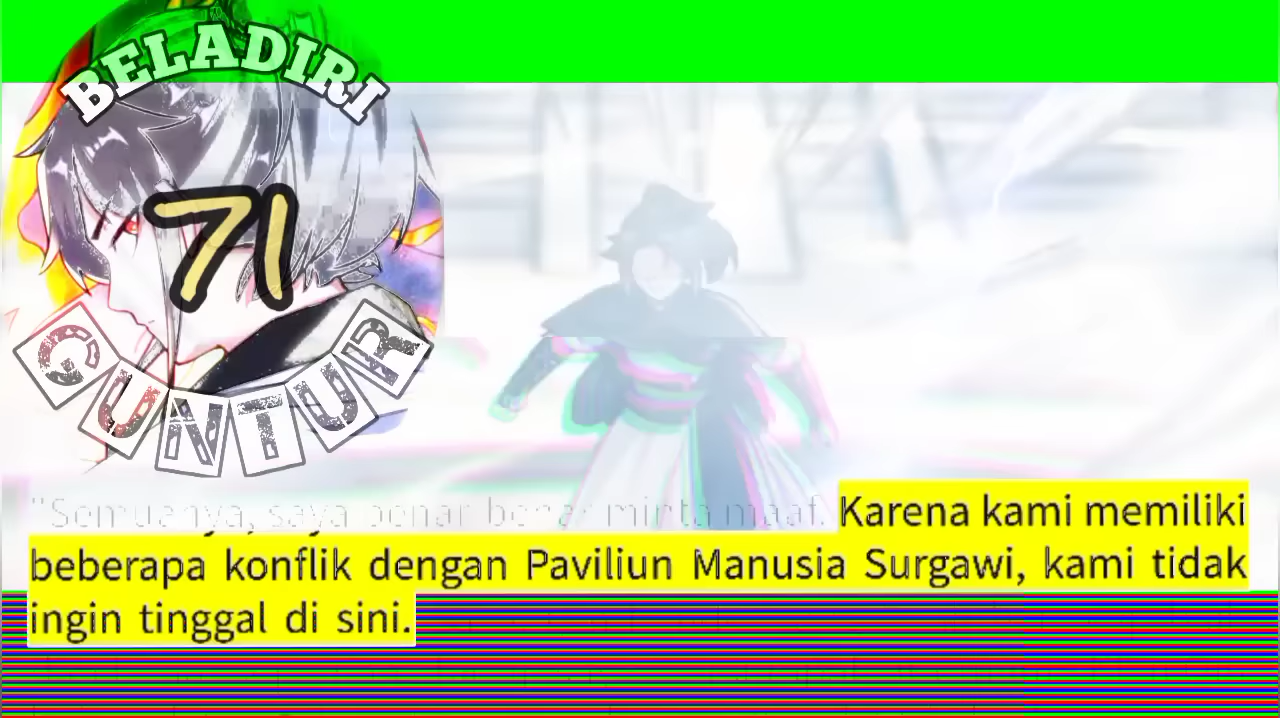 BELADIRI
71
GUNTUR
"Semuanya, saya benar-benar minta maaf. Karena kami memiliki
beberapa konflik dengan Paviliun Manusia Surgawi, kami tidak
ingin tinggal di sini.